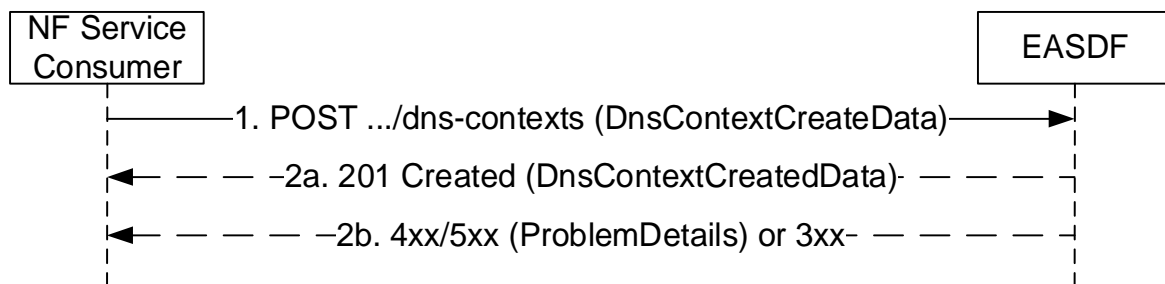 NF Service
Consumer
EASDF
1. POST .../dns-contexts (DnsContextCreateData)
2a. 201 Created (DnsContextCreatedData)
2b. 4xx/5xx (ProblemDetails) or 3xx